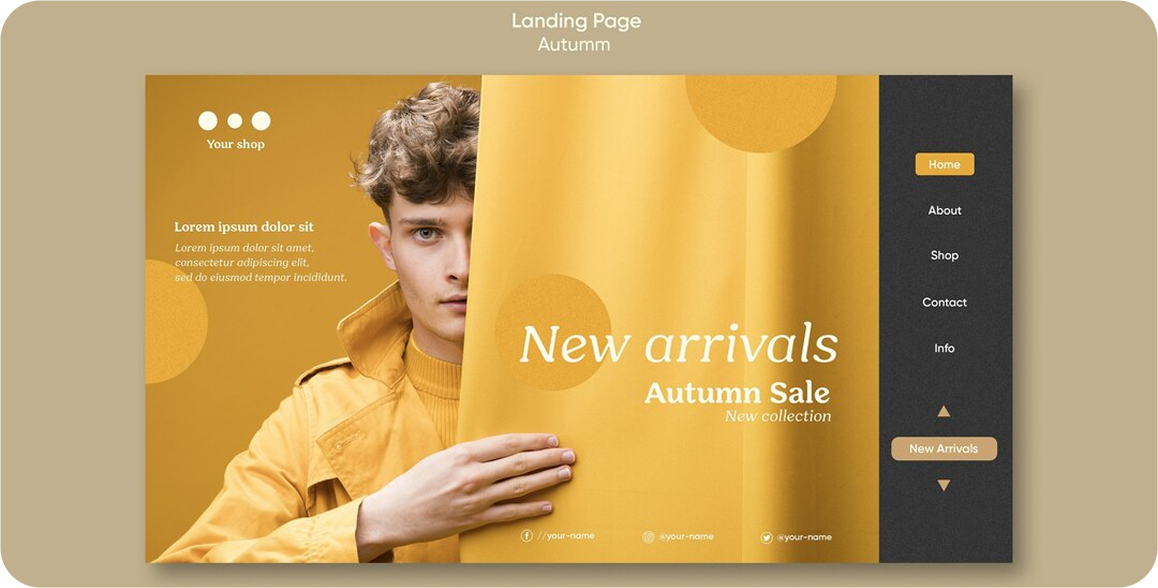 Landing Page
Autumm
Your shop
Lorem ipsum dolor sit
Lorem ipsum dolor sit amet,
consectetur adipiscing elit,
sed do eiusmod tempor incididunt.
New arrivals
Autumn Sale
New collection
//your-name
@your-name
@your-name
Home
About
Shop
Contact
Info
New Arrivals